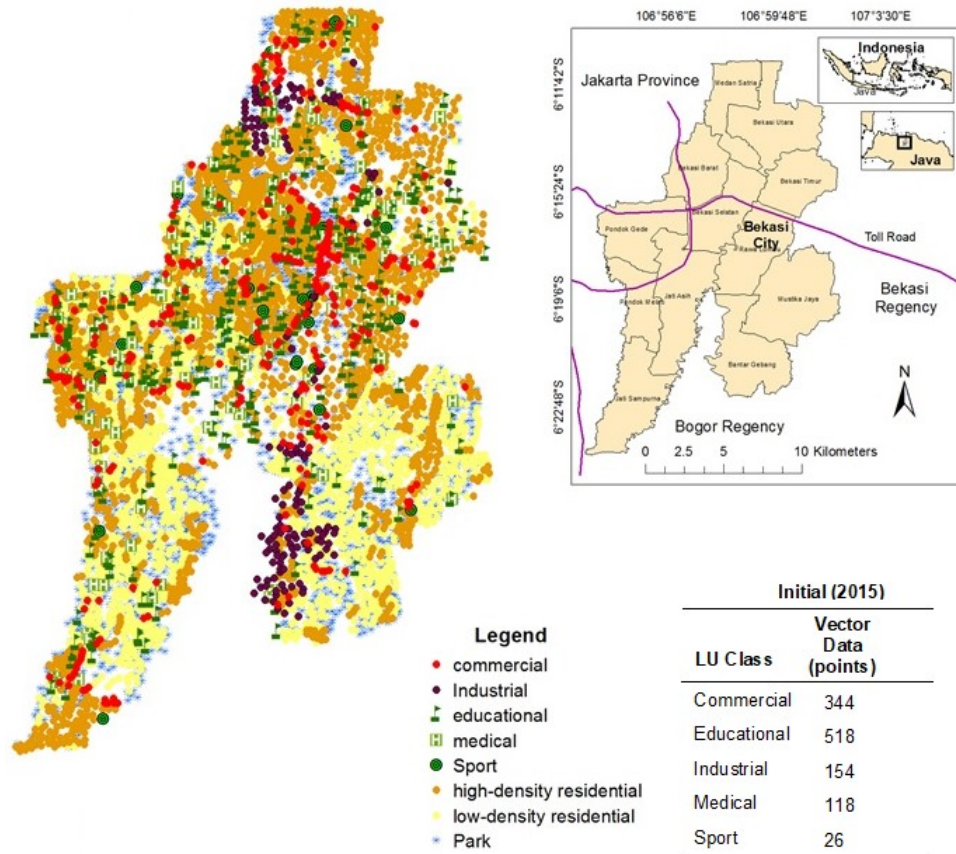 106°56'6"E 106°59'48"E 107°3'30"E
6°11'42"S
6°15'24"S
6°19'6"S
6°22'48"S
Jakarta Province
Indonesia
Java
Java
Medan Satria
Bekasi Utara
Bekasi Barat
Bekasi Timur
Bekasi Selatan
Pondok Gede
Bekasi
City
Toll Road
Bekasi
Regency
Jati Asih
Mustika Jaya
Bantar Gebang
Jati Sampurna
N
Bogor Regency
0 2.5 5 10 Kilometers
Legend
commercial
Industrial
educational
medical
Sport
high-density residential
low-density residential
Park
Initial (2015)
Vector
Data
LU Class (points)
Commercial 344
Educational 518
Industrial 154
Medical 118
Sport 26